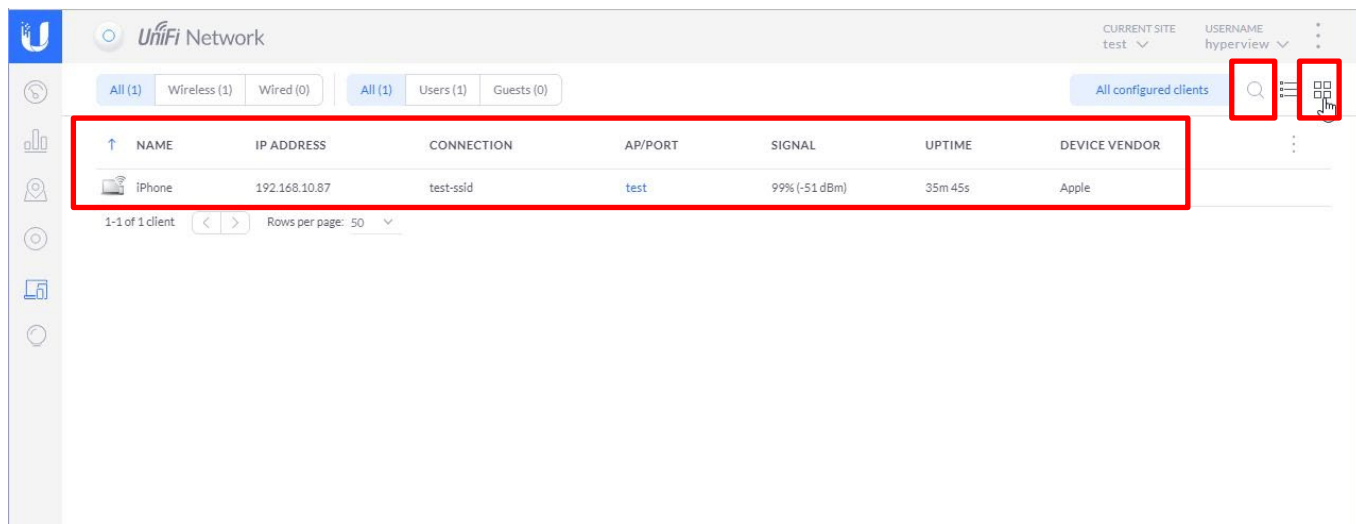 UniFi Network
CURRENT SITE
test
USERNAME
hyperview
All (1) Wireless (1) Wired (0) All (1) Users (1) Guests (0) All configured clients
↑ NAME IP ADDRESS CONNECTION AP/PORT SIGNAL UPTIME DEVICE VENDOR
iPhone 192.168.10.87 test-ssid test 99% (-51 dBm) 35m 45s Apple
1-1 of 1 client < > Rows per page: 50